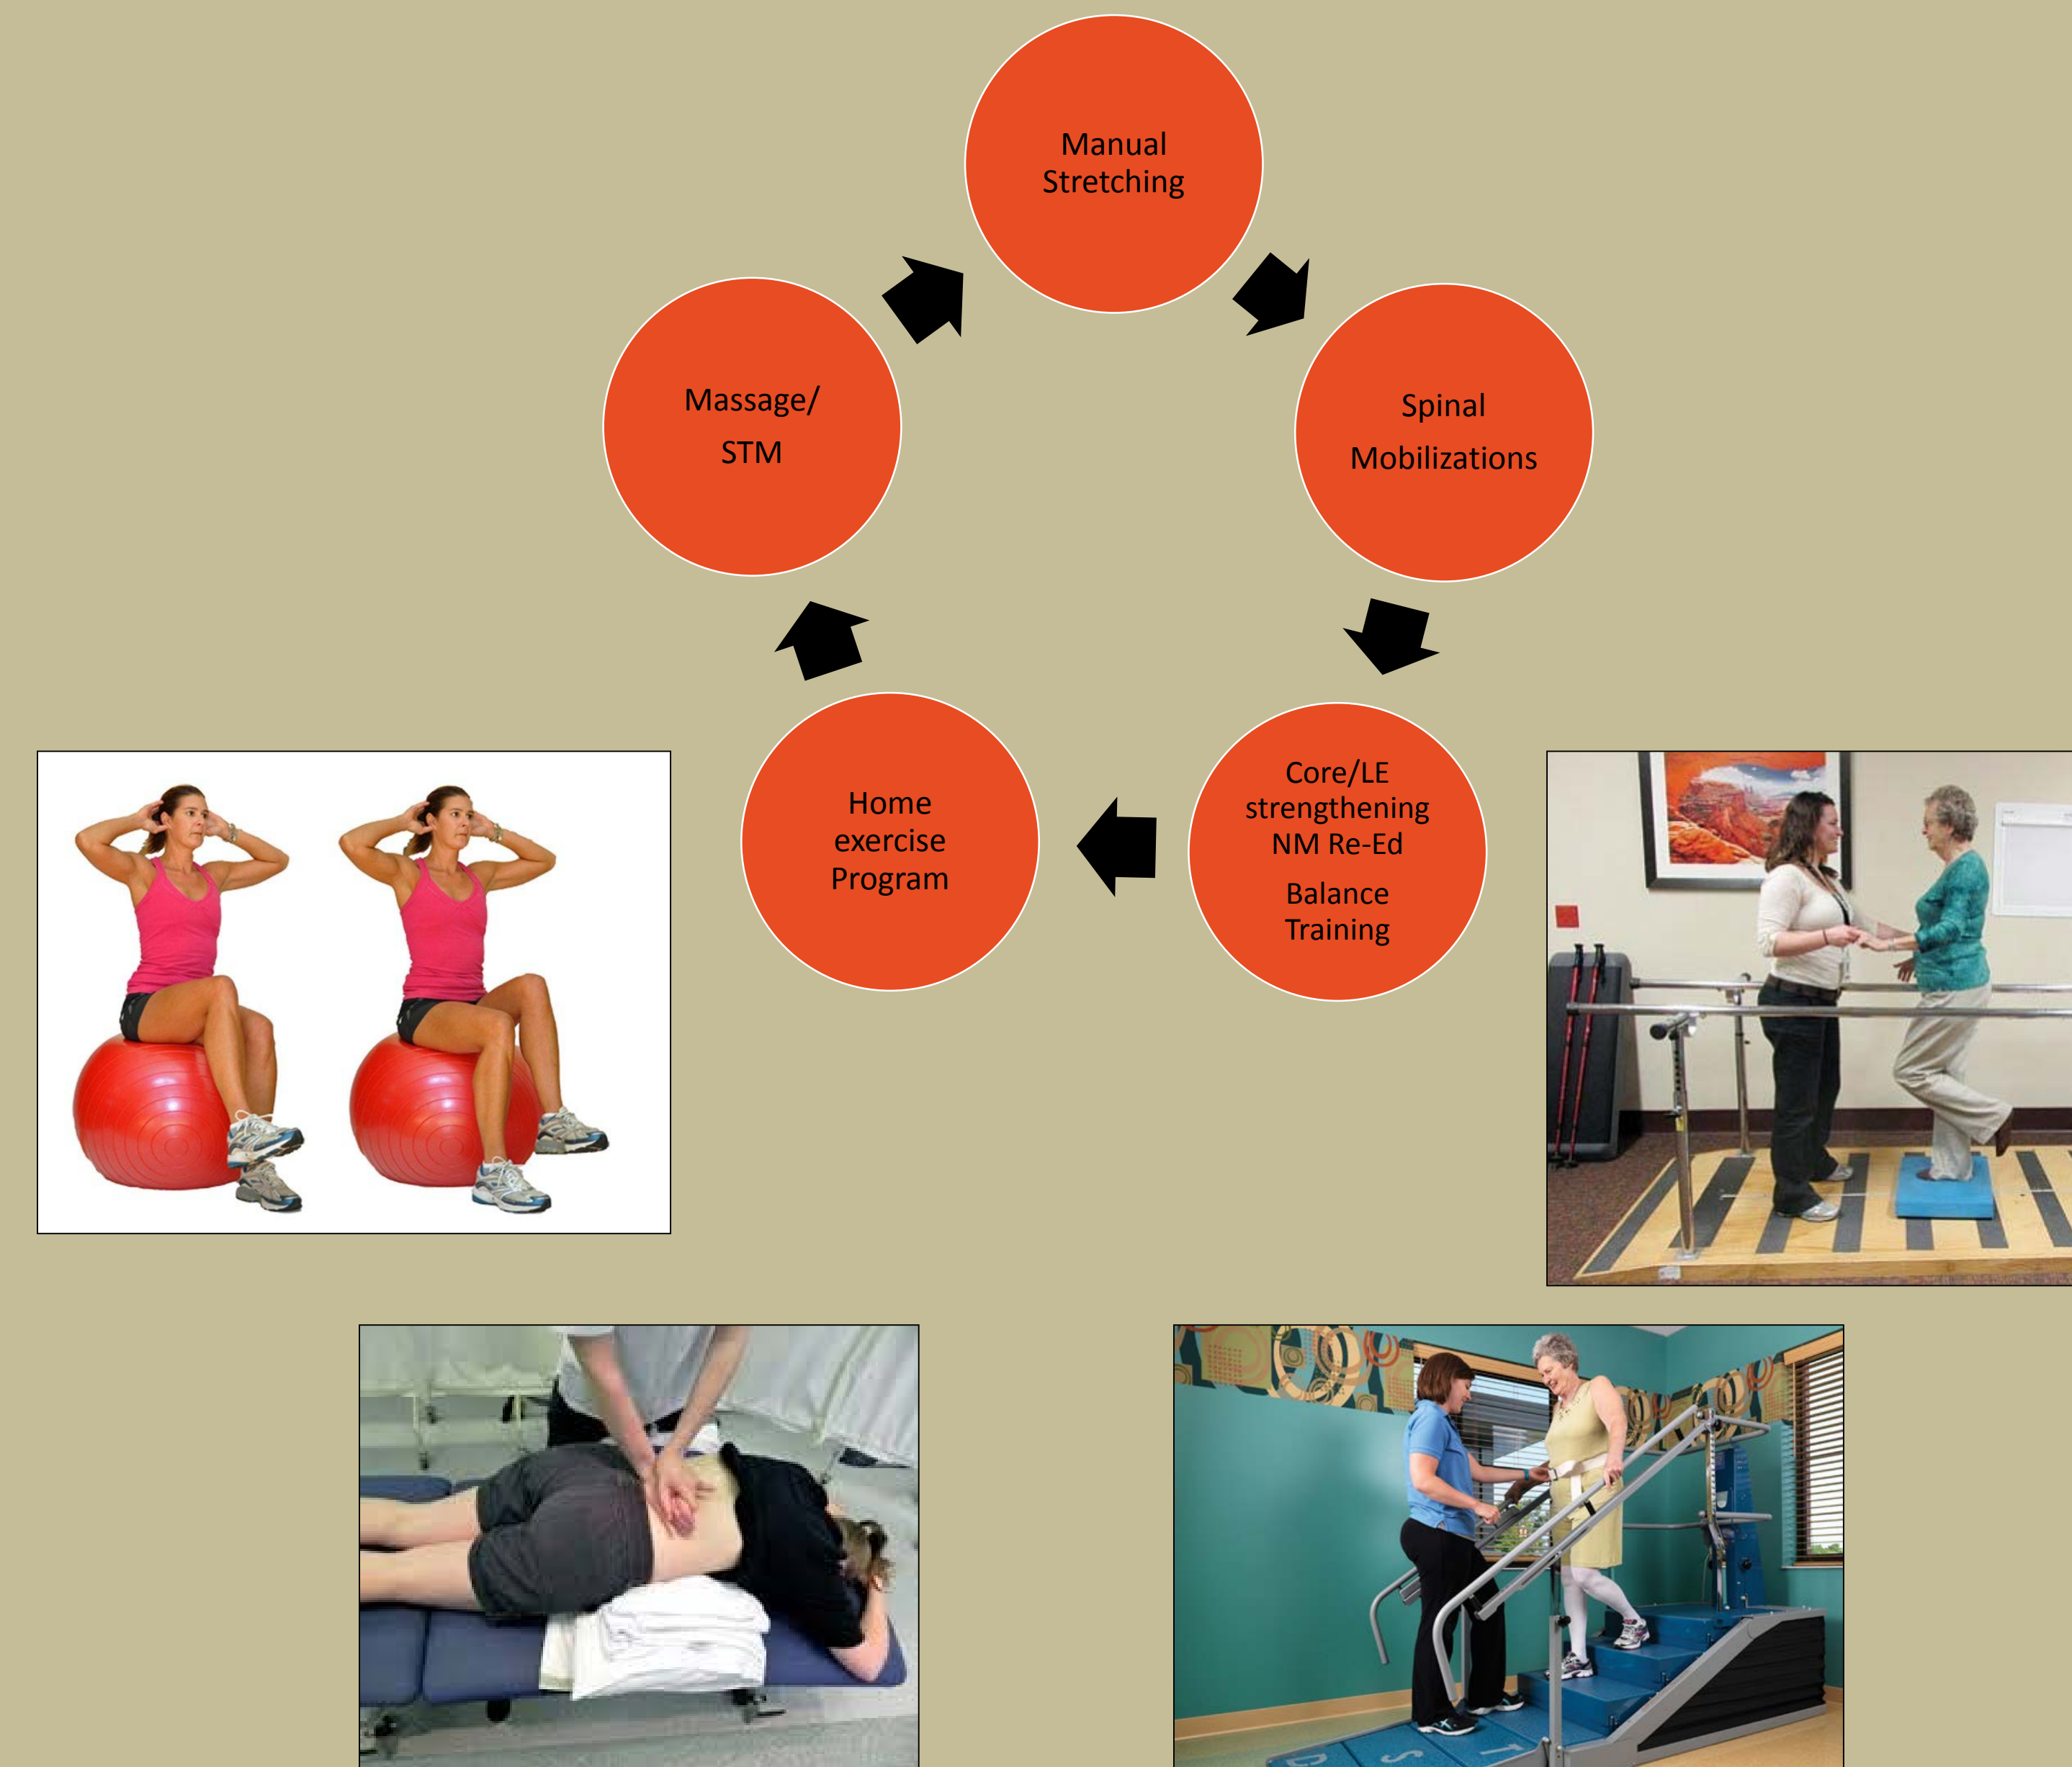 Manual
Stretching
Massage/
STM
Spinal
Mobilizations
Home
exercise
Program
Core/LE
strengthening
NM Re-Ed
Balance
Training
D
S
T